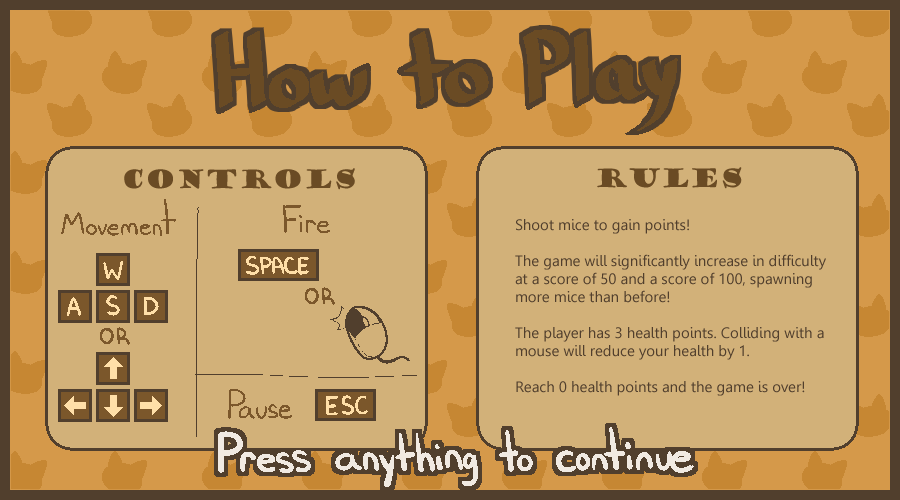 How to Play
CONTROLS
Movement
W
A S D
OR
Fire
SPACE
OR
Pause ESC
RULES
Shoot mice to gain points!
The game will significantly increase in difficulty
at a score of 50 and a score of 100, spawning
more mice than before!
The player has 3 health points. Colliding with a
mouse will reduce your health by 1.
Reach 0 health points and the game is over!
Press anything to continue